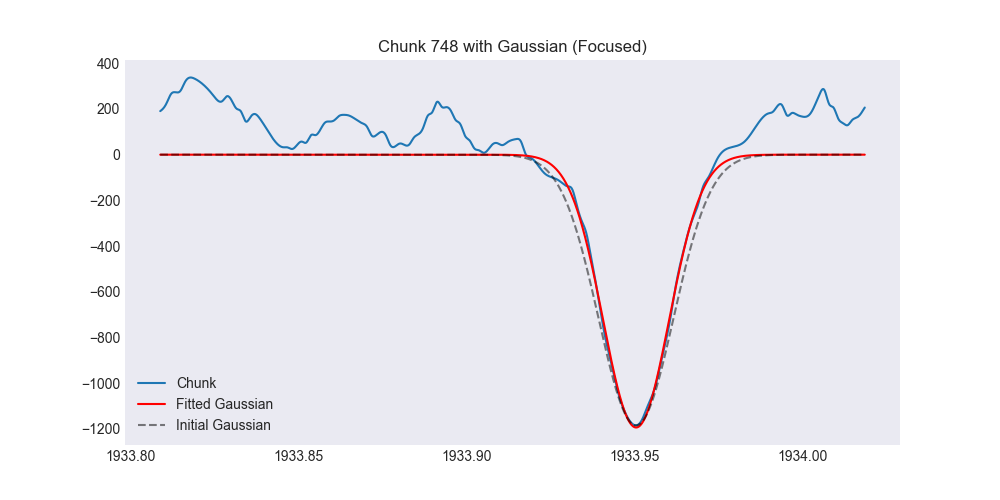 Chunk 748 with Gaussian (Focused)
400
200
0
−200
−400
−600
−800
−1000
−1200
Chunk
Fitted Gaussian
Initial Gaussian
1933.80 1933.85 1933.90 1933.95 1934.00